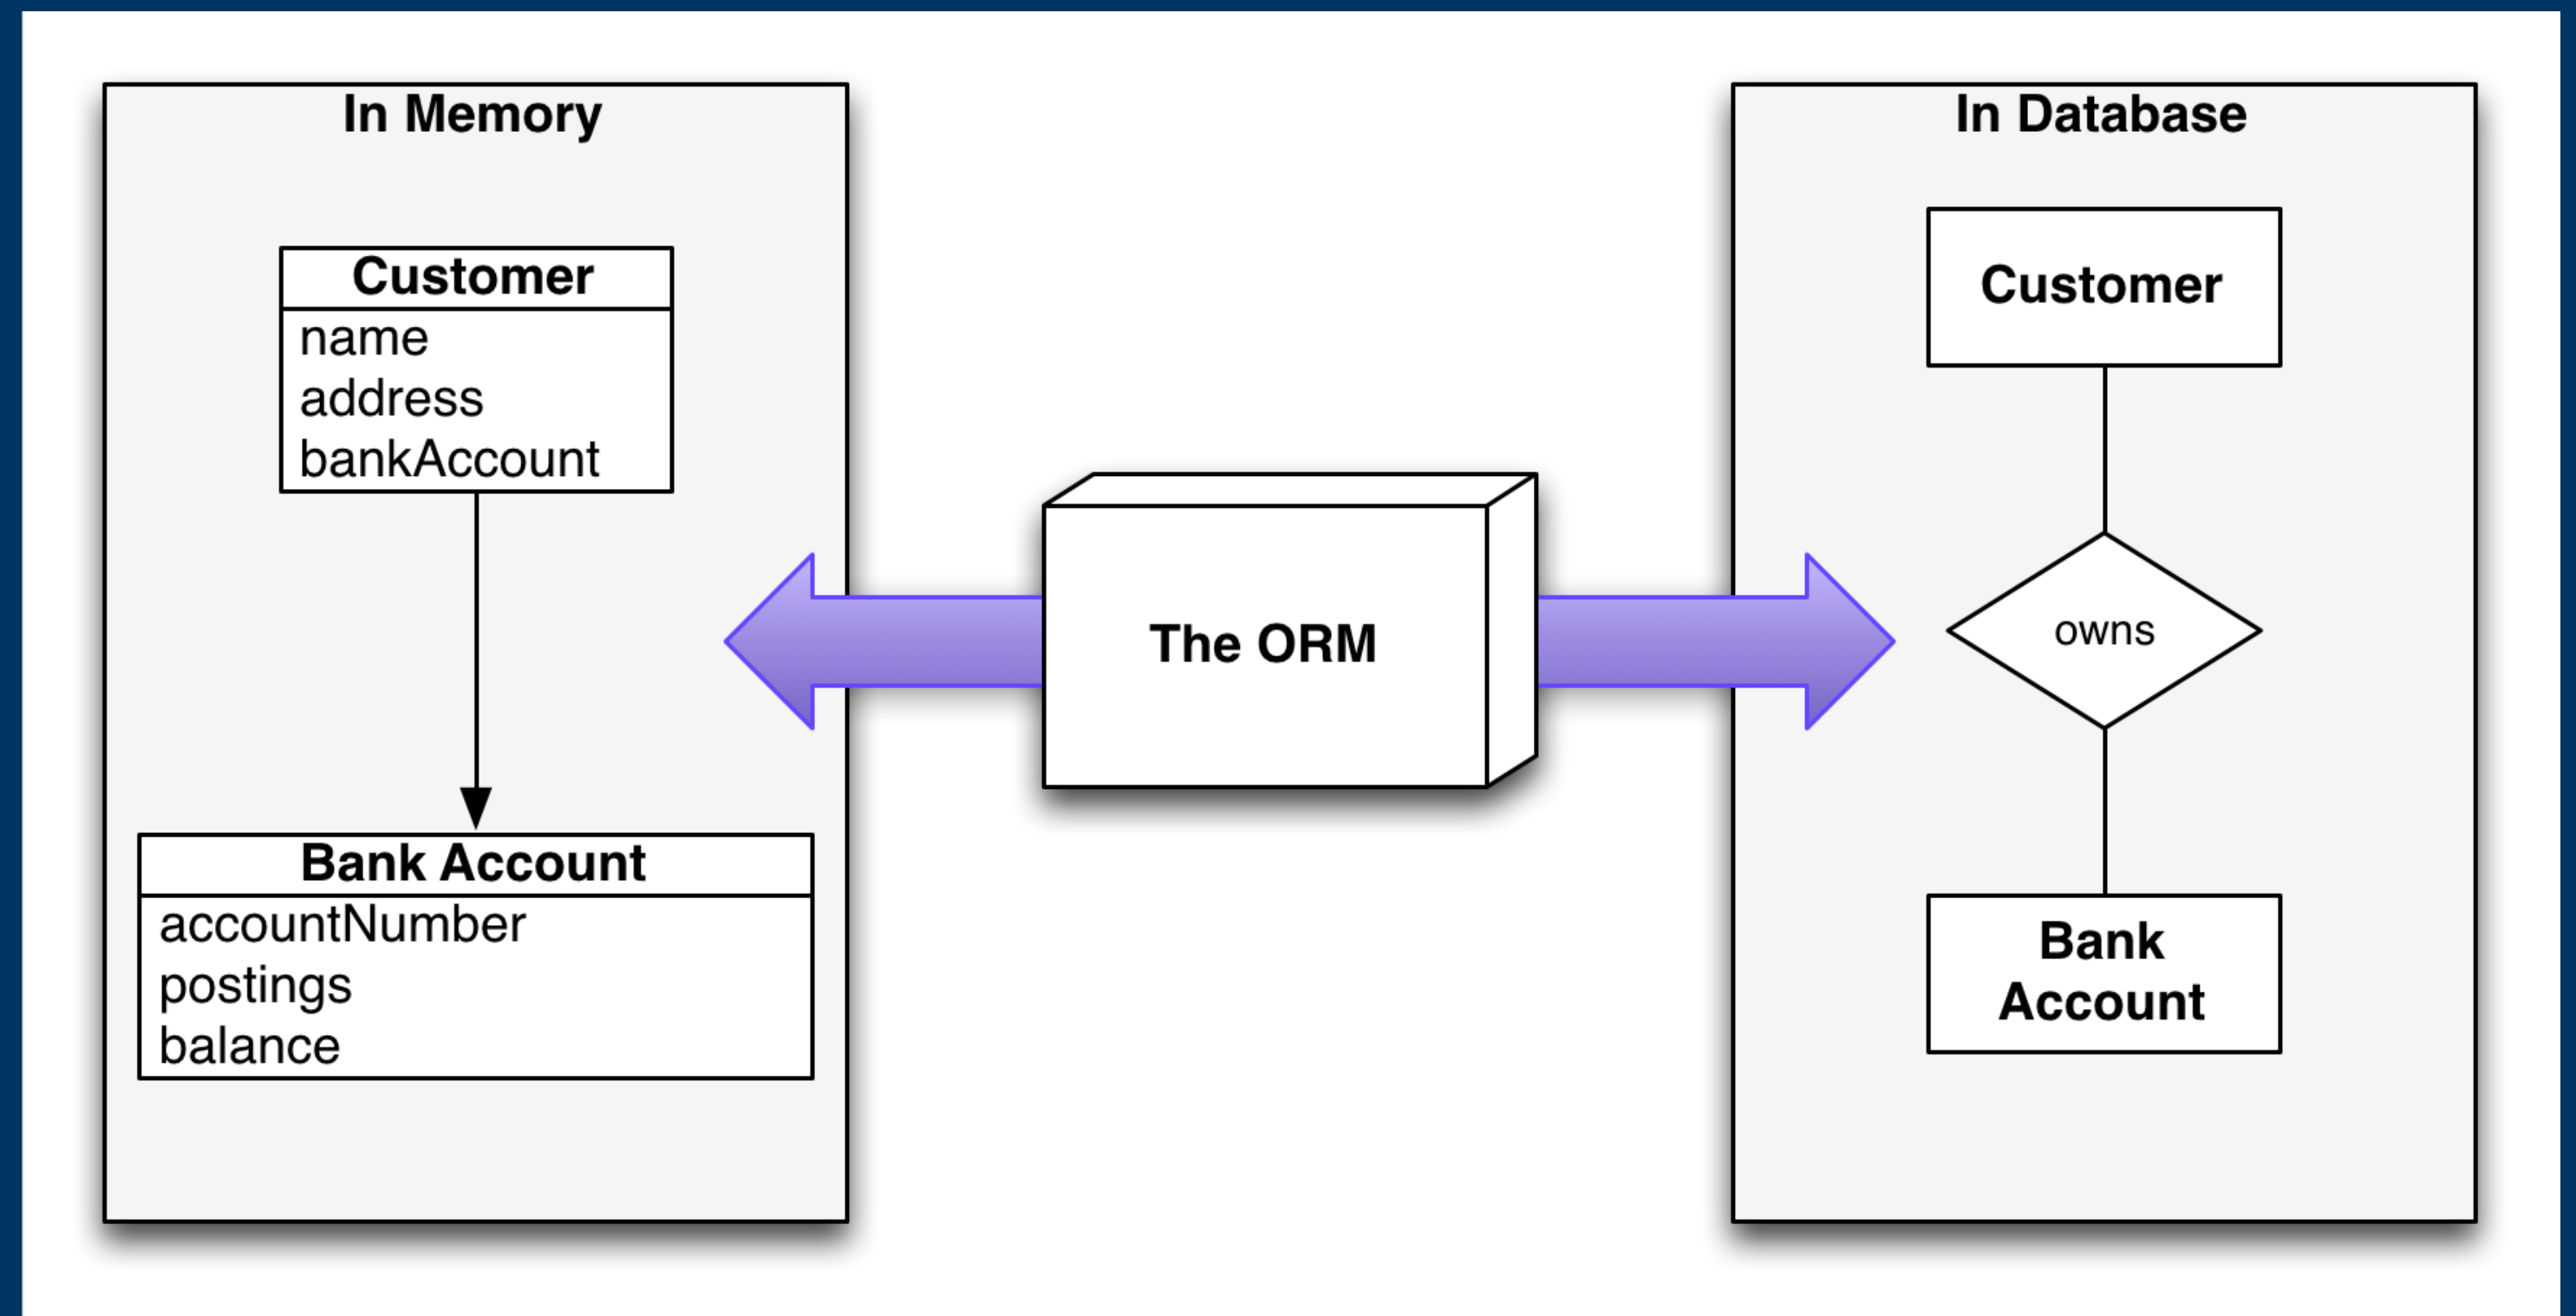 In Memory
Customer
name
address
bankAccount
Bank Account
accountNumber
postings
balance
The ORM
In Database
Customer
owns
Bank
Account